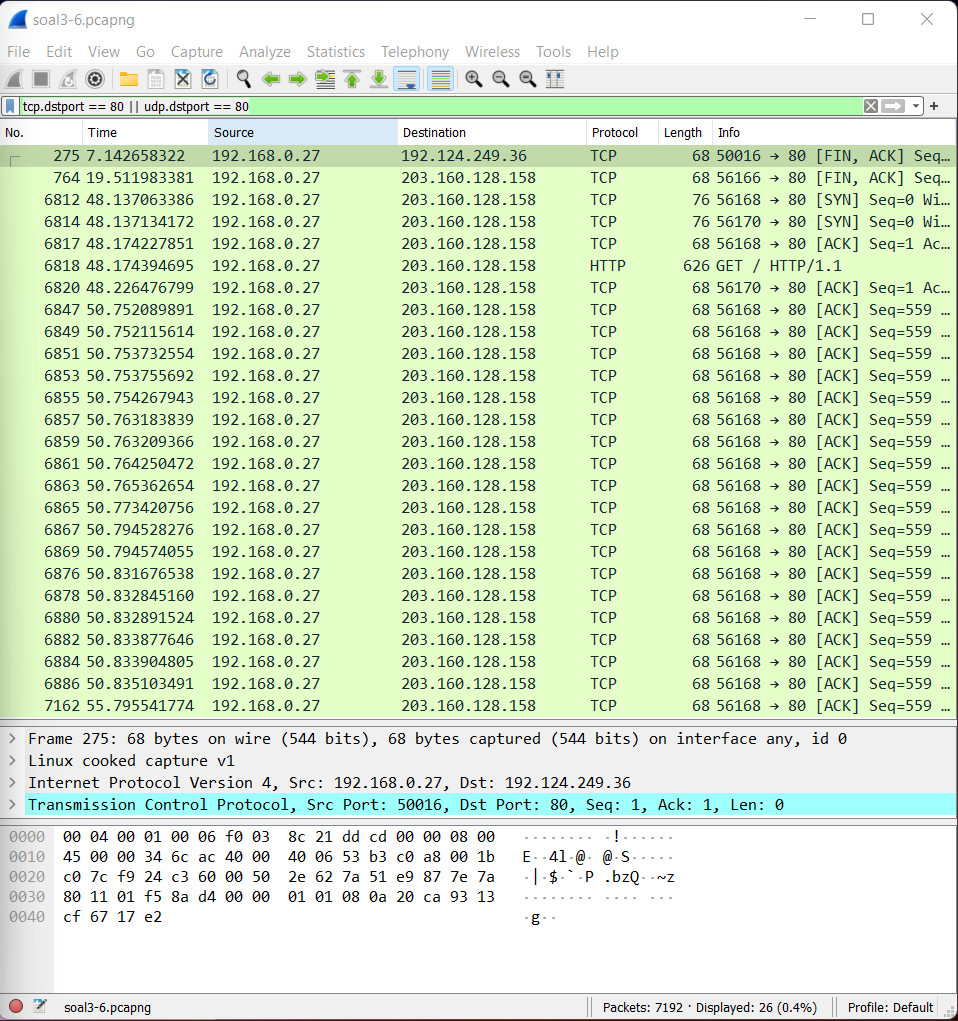 soal3-6.pcapng
File Edit View Go Capture Analyze Statistics Telephony Wireless Tools Help
tcp.dstport == 80 || udp.dstport == 80
No. Time Source Destination Protocol Length Info
275 7.142658322 192.168.0.27 192.124.249.36 TCP 68 50016 → 80 [FIN, ACK] Seq…
764 19.511983381 192.168.0.27 203.160.128.158 TCP 68 56166 → 80 [FIN, ACK] Seq…
6812 48.137063386 192.168.0.27 203.160.128.158 TCP 76 56168 → 80 [SYN] Seq=0 Wi…
6814 48.137134172 192.168.0.27 203.160.128.158 TCP 76 56170 → 80 [SYN] Seq=0 Wi…
6817 48.174227851 192.168.0.27 203.160.128.158 TCP 68 56168 → 80 [ACK] Seq=1 Ac…
6818 48.174394695 192.168.0.27 203.160.128.158 HTTP 626 GET / HTTP/1.1
6820 48.226476799 192.168.0.27 203.160.128.158 TCP 68 56170 → 80 [ACK] Seq=1 Ac…
6847 50.752089891 192.168.0.27 203.160.128.158 TCP 68 56168 → 80 [ACK] Seq=559 …
6849 50.752115614 192.168.0.27 203.160.128.158 TCP 68 56168 → 80 [ACK] Seq=559 …
6851 50.753732554 192.168.0.27 203.160.128.158 TCP 68 56168 → 80 [ACK] Seq=559 …
6853 50.753755692 192.168.0.27 203.160.128.158 TCP 68 56168 → 80 [ACK] Seq=559 …
6855 50.754267943 192.168.0.27 203.160.128.158 TCP 68 56168 → 80 [ACK] Seq=559 …
6857 50.763183839 192.168.0.27 203.160.128.158 TCP 68 56168 → 80 [ACK] Seq=559 …
6859 50.763209366 192.168.0.27 203.160.128.158 TCP 68 56168 → 80 [ACK] Seq=559 …
6861 50.764250472 192.168.0.27 203.160.128.158 TCP 68 56168 → 80 [ACK] Seq=559 …
6863 50.765362654 192.168.0.27 203.160.128.158 TCP 68 56168 → 80 [ACK] Seq=559 …
6865 50.773420756 192.168.0.27 203.160.128.158 TCP 68 56168 → 80 [ACK] Seq=559 …
6867 50.794528276 192.168.0.27 203.160.128.158 TCP 68 56168 → 80 [ACK] Seq=559 …
6869 50.794574055 192.168.0.27 203.160.128.158 TCP 68 56168 → 80 [ACK] Seq=559 …
6876 50.831676538 192.168.0.27 203.160.128.158 TCP 68 56168 → 80 [ACK] Seq=559 …
6878 50.832845160 192.168.0.27 203.160.128.158 TCP 68 56168 → 80 [ACK] Seq=559 …
6880 50.832891524 192.168.0.27 203.160.128.158 TCP 68 56168 → 80 [ACK] Seq=559 …
6882 50.833877646 192.168.0.27 203.160.128.158 TCP 68 56168 → 80 [ACK] Seq=559 …
6884 50.833904805 192.168.0.27 203.160.128.158 TCP 68 56168 → 80 [ACK] Seq=559 …
6886 50.835103491 192.168.0.27 203.160.128.158 TCP 68 56168 → 80 [ACK] Seq=559 …
7162 55.795541774 192.168.0.27 203.160.128.158 TCP 68 56168 → 80 [ACK] Seq=559 …
Frame 275: 68 bytes on wire (544 bits), 68 bytes captured (544 bits) on interface any, id 0
Linux cooked capture v1
Internet Protocol Version 4, Src: 192.168.0.27, Dst: 192.124.249.36
Transmission Control Protocol, Src Port: 50016, Dst Port: 80, Seq: 1, Ack: 1, Len: 0
0000 00 04 00 01 00 06 f0 03 8c 21 dd cd 00 00 08 00 ········ ·!······
0010 45 00 00 34 6c ac 40 00 40 06 53 b3 c0 a8 00 1b E··4l·@· @·S·····
0020 c0 7c f9 24 c3 60 00 50 2e 62 7a 51 e9 87 7e 7a ·|·$·`·P .bzQ··~z
0030 80 11 01 f5 8a d4 00 00 01 01 08 0a 20 ca 93 13 ········ ···· ···
0040 cf 67 17 e2 ·g··
soal3-6.pcapng Packets: 7192 · Displayed: 26 (0.4%) Profile: Default